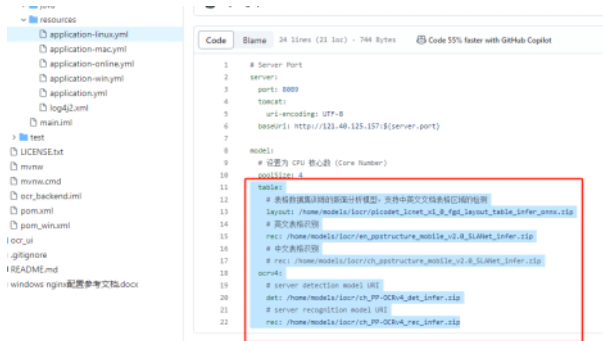 resources
application-linux.yml
application-mac.yml
application-online.yml
application-win.yml
application.yml
log4j2.xml
main.iml
test
LICENSE.txt
mvnw
mvnw.cmd
ocr_backend.iml
pom.xml
pom_win.xml
ocr_ui
.gitignore
README.md
windows nginx配置参考文档.docx
Code Blame 24 lines (21 loc) · 744 Bytes Code 55% faster with GitHub Copilot
1 # Server Port
2 server:
3 port: 8089
4 tomcat:
5 uri-encoding: UTF-8
6 baseUri: http://121.40.125.157:${server.port}
7
8 model:
9 # 设置为 CPU 核心数 (Core Number)
10 poolSize: 4
11 table:
12 # 表格数据集训练的版面分析模型，支持中英文文档表格区域的检测
13 layout: /home/models/iocr/picodet_lcnet_x1_0_fgd_layout_table_infer_onnx.zip
14 # 英文表格识别
15 rec: /home/models/iocr/en_ppstructure_mobile_v2.0_SLANet_infer.zip
16 # 中文表格识别
17 # rec: /home/models/iocr/ch_ppstructure_mobile_v2.0_SLANet_infer.zip
18 ocrv4:
19 # server detection model URI
20 det: /home/models/iocr/ch_PP-OCRv4_det_infer.zip
21 # server recognition model URI
22 rec: /home/models/iocr/ch_PP-OCRv4_rec_infer.zip